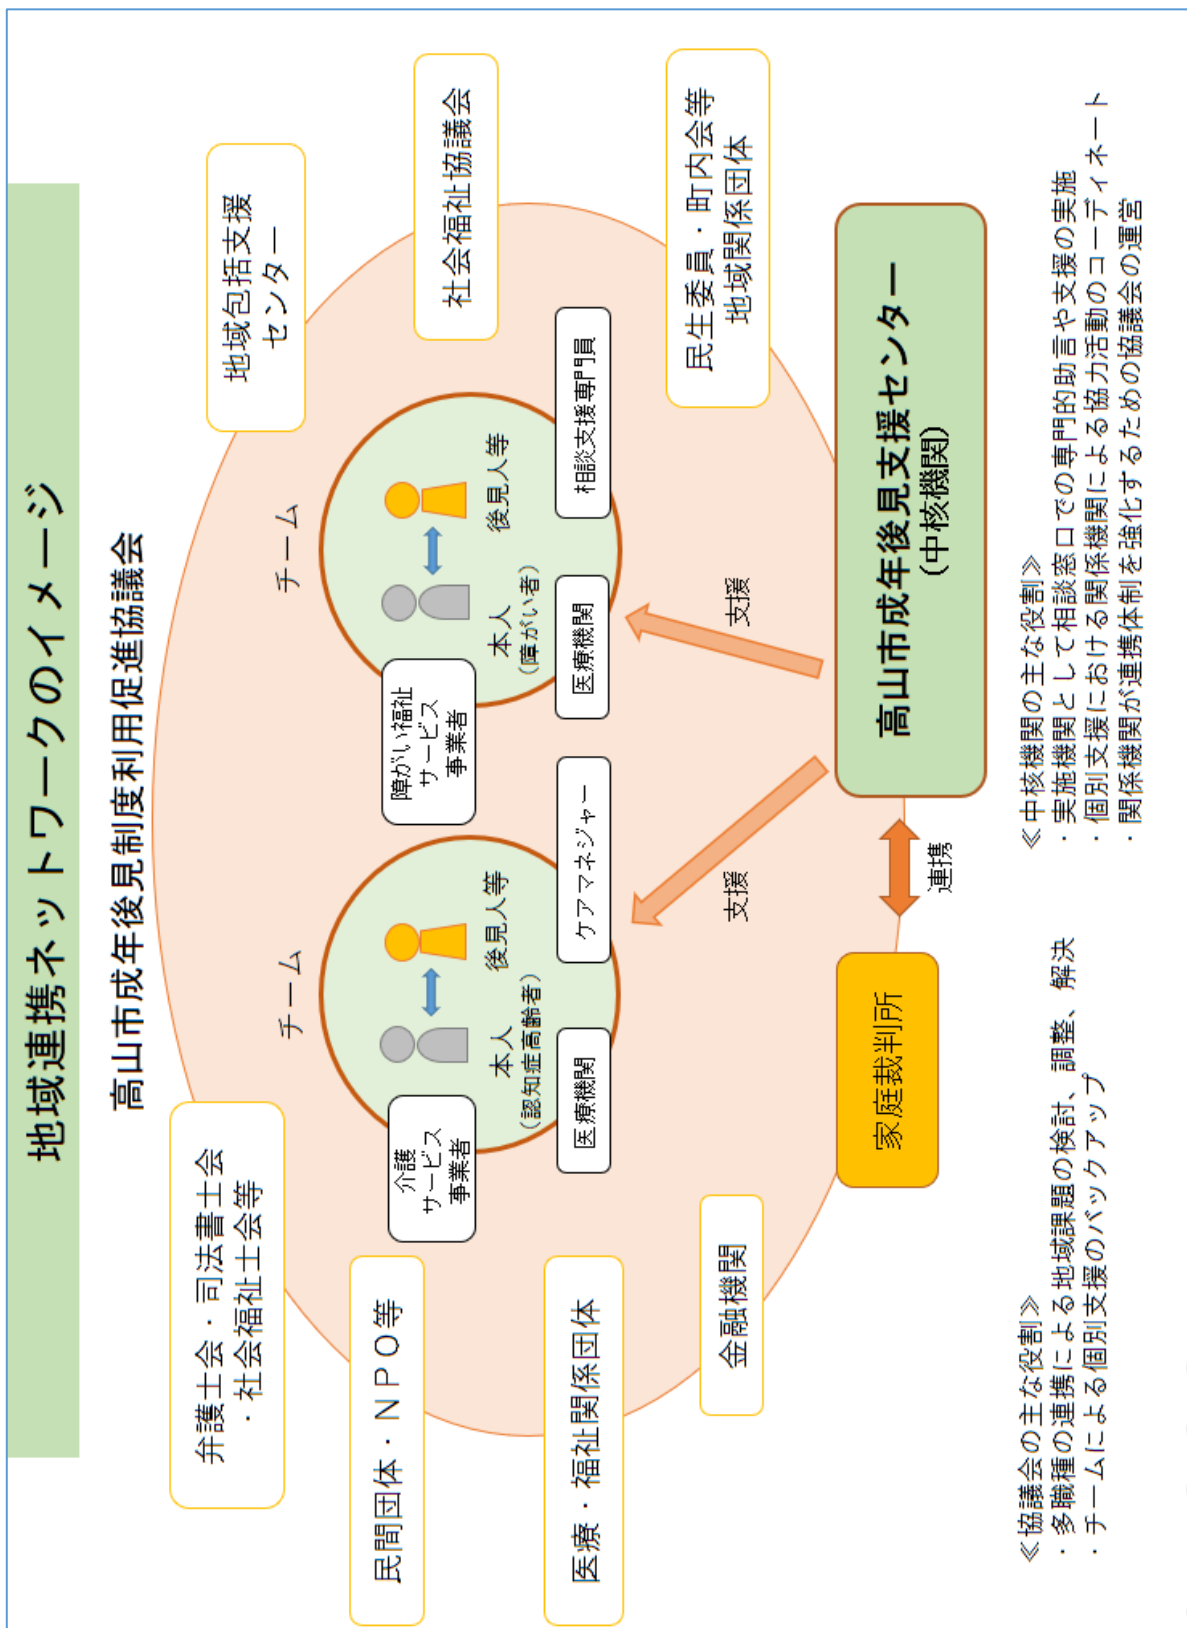 地域連携ネットワークのイメージ
高山市成年後見制度利用促進協議会
弁護士会・司法書士会
・社会福祉士会等
地域包括支援
センター
民間団体・ＮＰＯ等
社会福祉協議会
医療・福祉関係団体
民生委員・町内会等
地域関係団体
金融機関
チーム
介護
サービス
事業者
本人
（認知症高齢者）
後見人等
医療機関
ケアマネジャー
チーム
障がい福祉
サービス
事業者
本人
（障がい者）
後見人等
医療機関
相談支援専門員
支援
支援
家庭裁判所
連携
高山市成年後見支援センター
（中核機関）
≪協議会の主な役割≫
・多職種の連携による地域課題の検討、調整、解決
・チームによる個別支援のバックアップ
≪中核機関の主な役割≫
・実施機関として相談窓口での専門的助言や支援の実施
・個別支援における関係機関による協力活動のコーディネート
・関係機関が連携体制を強化するための協議会の運営